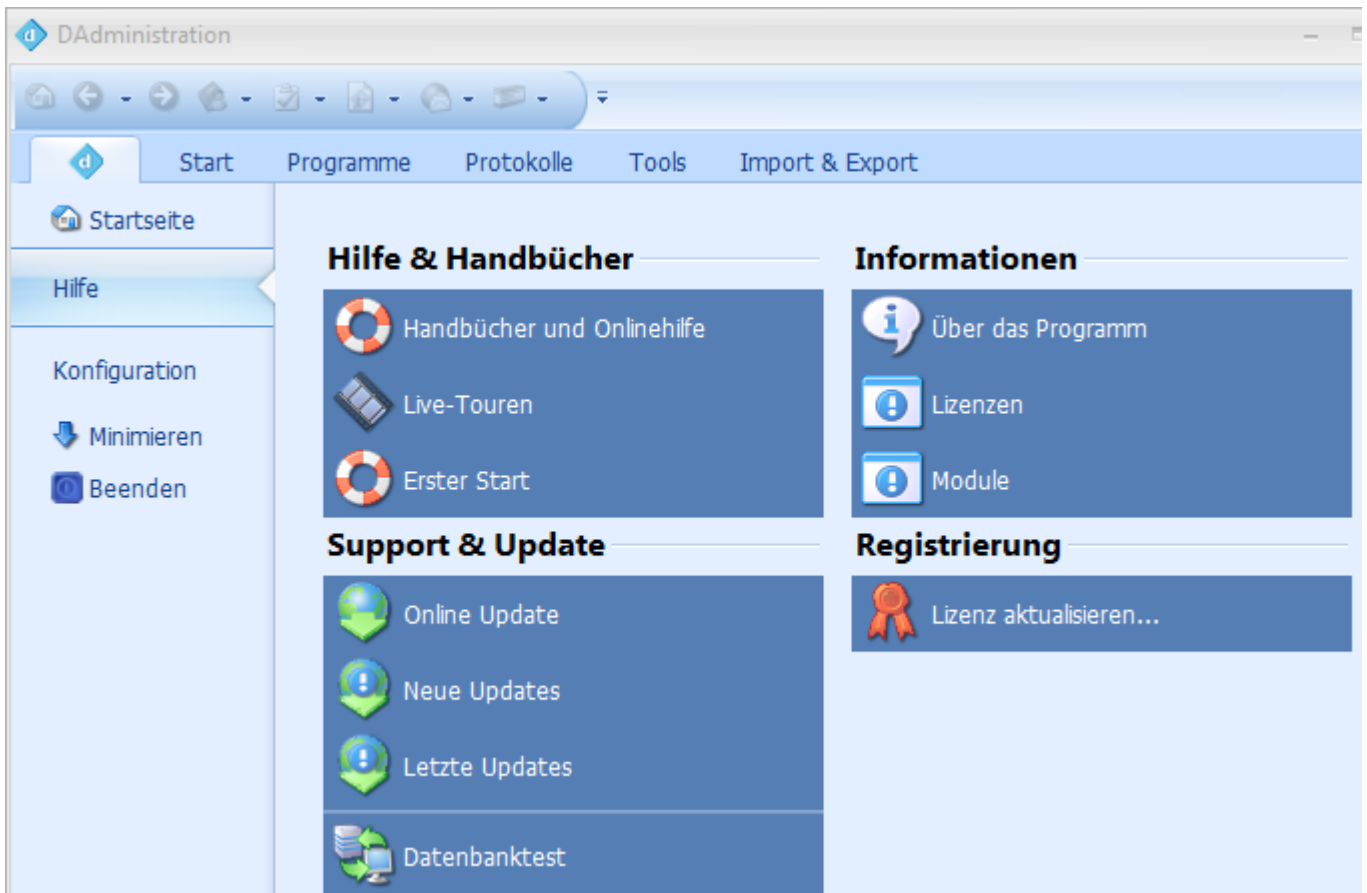 DAdministration
Start Programme Protokolle Tools Import & Export
Startseite
Hilfe
Konfiguration
Minimieren
Beenden
Hilfe & Handbücher
Handbücher und Onlinehilfe
Live-Touren
Erster Start
Support & Update
Online Update
Neue Updates
Letzte Updates
Datenbanktest
Informationen
Über das Programm
Lizenzen
Module
Registrierung
Lizenz aktualisieren...